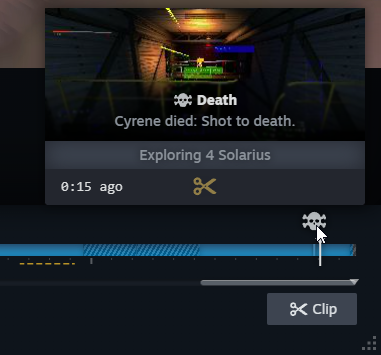 Death
Cyrene died: Shot to death.
Exploring 4 Solarius
0:15 ago
Clip